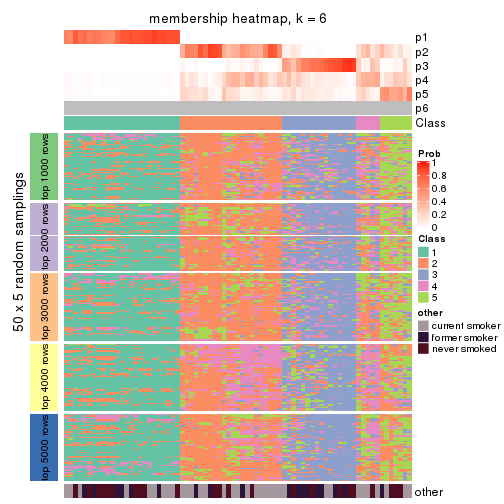 membership heatmap, k = 6
p1
p2
p3
p4
p5
p6
Class
50 x 5 random samplings
top 1000 rows
top 2000 rows
top 3000 rows
top 4000 rows
top 5000 rows
other
Prob
1
0.8
0.6
0.4
0.2
0
Class
1
2
3
4
5
other
current smoker
former smoker
never smoked